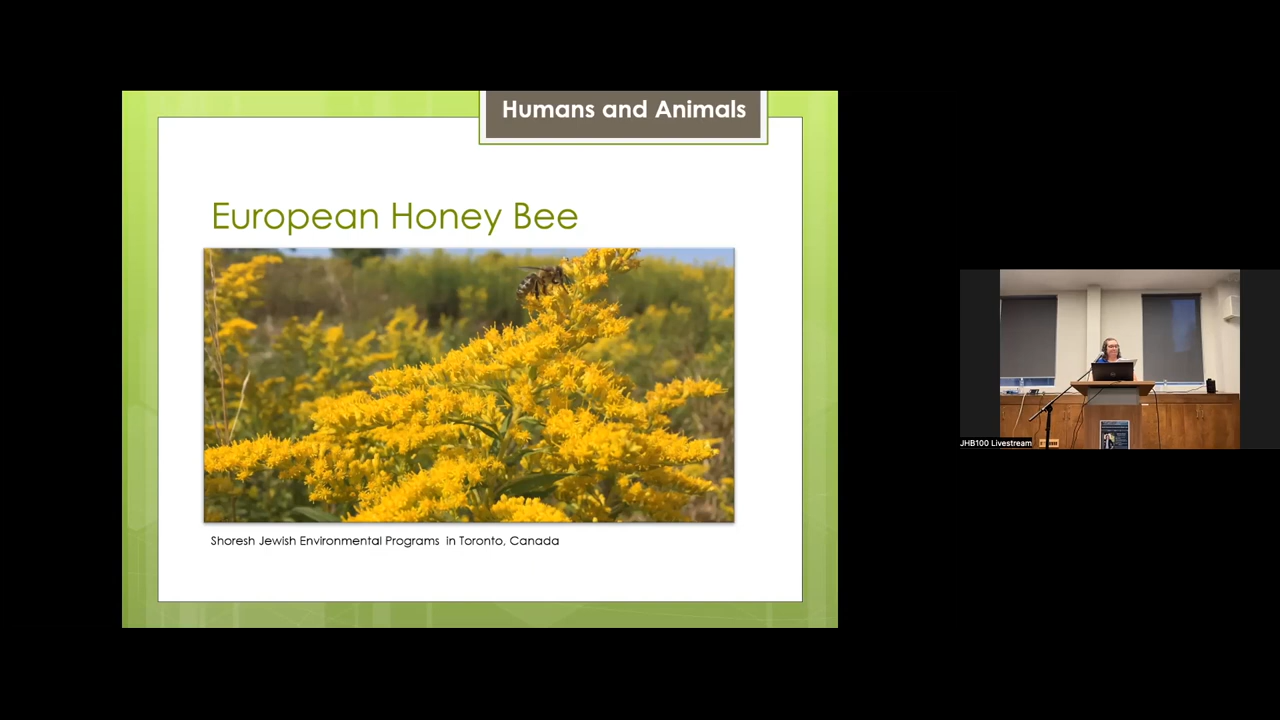 Humans and Animals
European Honey Bee
Shoresh Jewish Environmental Programs in Toronto, Canada
JHB100 Livestream